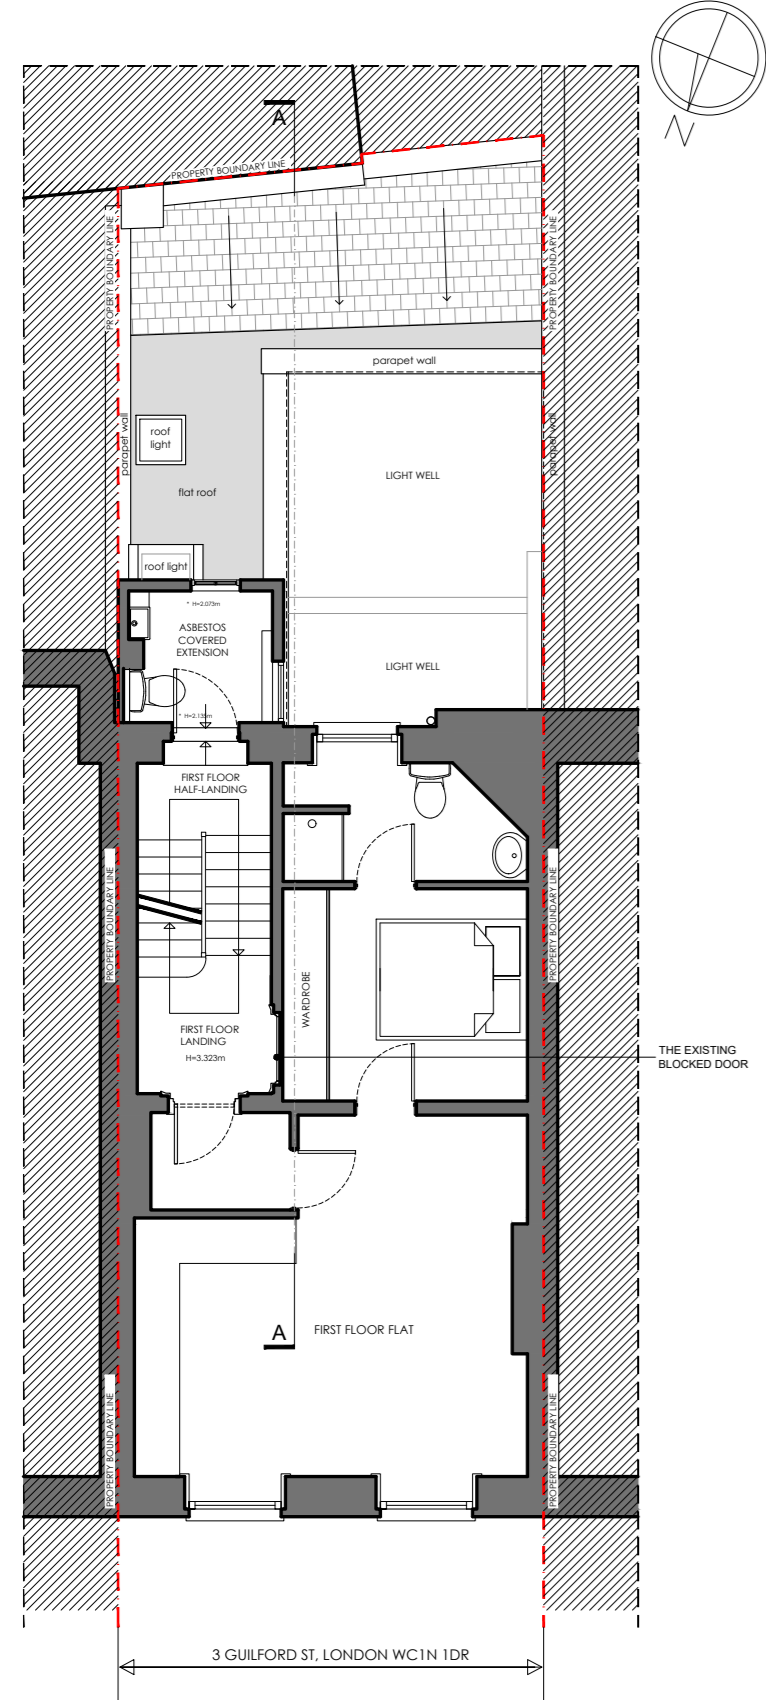 N
A
PROPERTY BOUNDARY LINE
PROPERTY BOUNDARY LINE
PROPERTY BOUNDARY LINE
parapet wall
parapet wall
parapet wall
roof
light
LIGHT WELL
flat roof
roof light
* H=2.073m
ASBESTOS
COVERED
EXTENSION
LIGHT WELL
* H=2.135m
FIRST FLOOR
HALF-LANDING
PROPERTY BOUNDARY LINE
PROPERTY BOUNDARY LINE
WARDROBE
FIRST FLOOR
LANDING
H=3.323m
THE EXISTING
BLOCKED DOOR
A
FIRST FLOOR FLAT
PROPERTY BOUNDARY LINE
PROPERTY BOUNDARY LINE
3 GUILFORD ST, LONDON WC1N 1DR